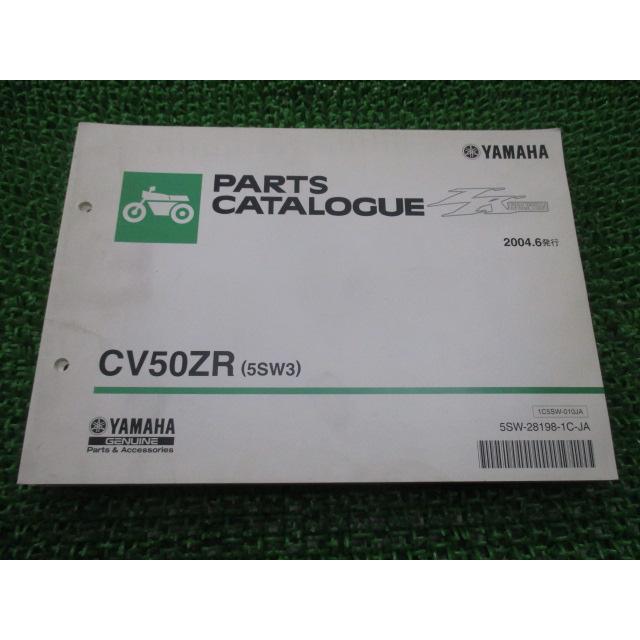 YAMAHA
PARTS
CATALOGUE
2004.6発行
CV50ZR (5SW3)
YAMAHA
GENUINE
Parts & Accessories
1C5SW-010JA
5SW-28198-1C-JA